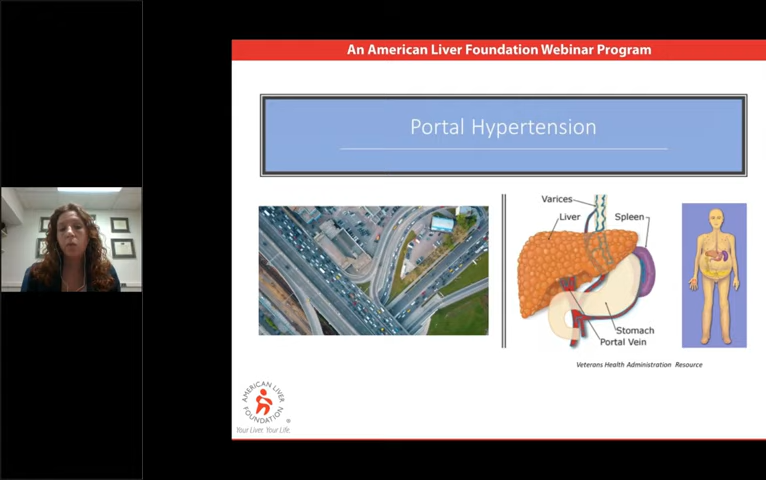 An American Liver Foundation Webinar Program
Portal Hypertension
Varices
Liver
Spleen
Stomach
Portal Vein
Veterans Health Administration Resource
AMERICAN LIVER
FOUNDATION
®
Your Liver. Your Life.